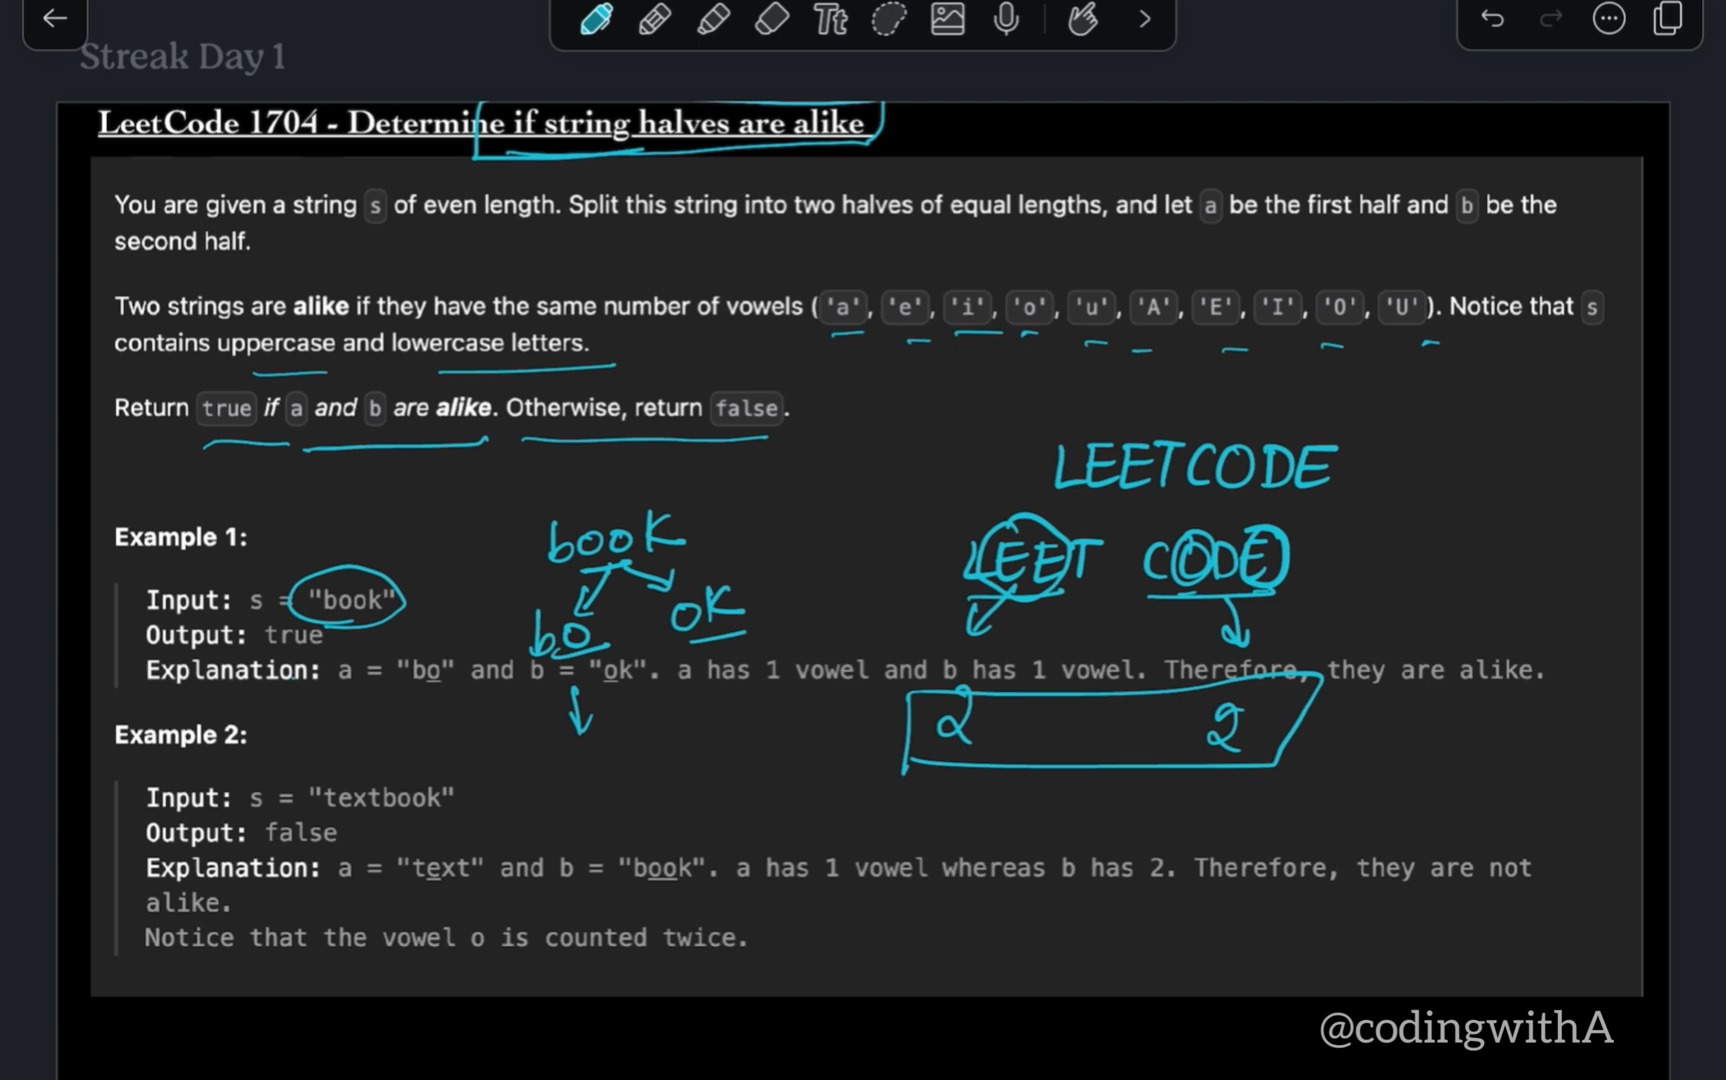 Streak Day 1
Tt
LeetCode 1704 - Determine if string halves are alike
You are given a string s of even length. Split this string into two halves of equal lengths, and let a be the first half and b be the
second half.
Two strings are alike if they have the same number of vowels ('a', 'e', 'i', 'o', 'u', 'A', 'E', 'I', 'O', 'U'). Notice that s
contains uppercase and lowercase letters.
Return true if a and b are alike. Otherwise, return false.
LEETCODE
Example 1:
book
LEET CODE
Input: s = "book"
bo ok
Output: true
Explanation: a = "bo" and b = "ok". a has 1 vowel and b has 1 vowel. Therefore, they are alike.
2 2
Example 2:
Input: s = "textbook"
Output: false
Explanation: a = "text" and b = "book". a has 1 vowel whereas b has 2. Therefore, they are not
alike.
Notice that the vowel o is counted twice.
@codingwithA